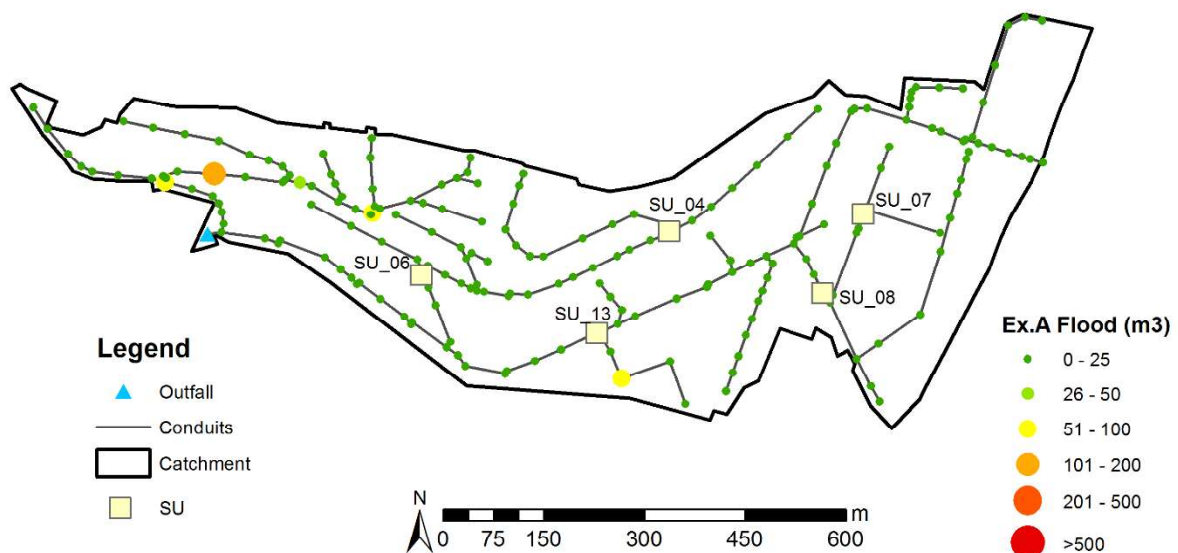 SU_04
SU_07
SU_06
SU_08
SU_13
Legend
Outfall
Conduits
Catchment
SU
Ex.A Flood (m3)
0 - 25
26 - 50
51 - 100
101 - 200
201 - 500
>500
N
m
0 75 150 300 450 600